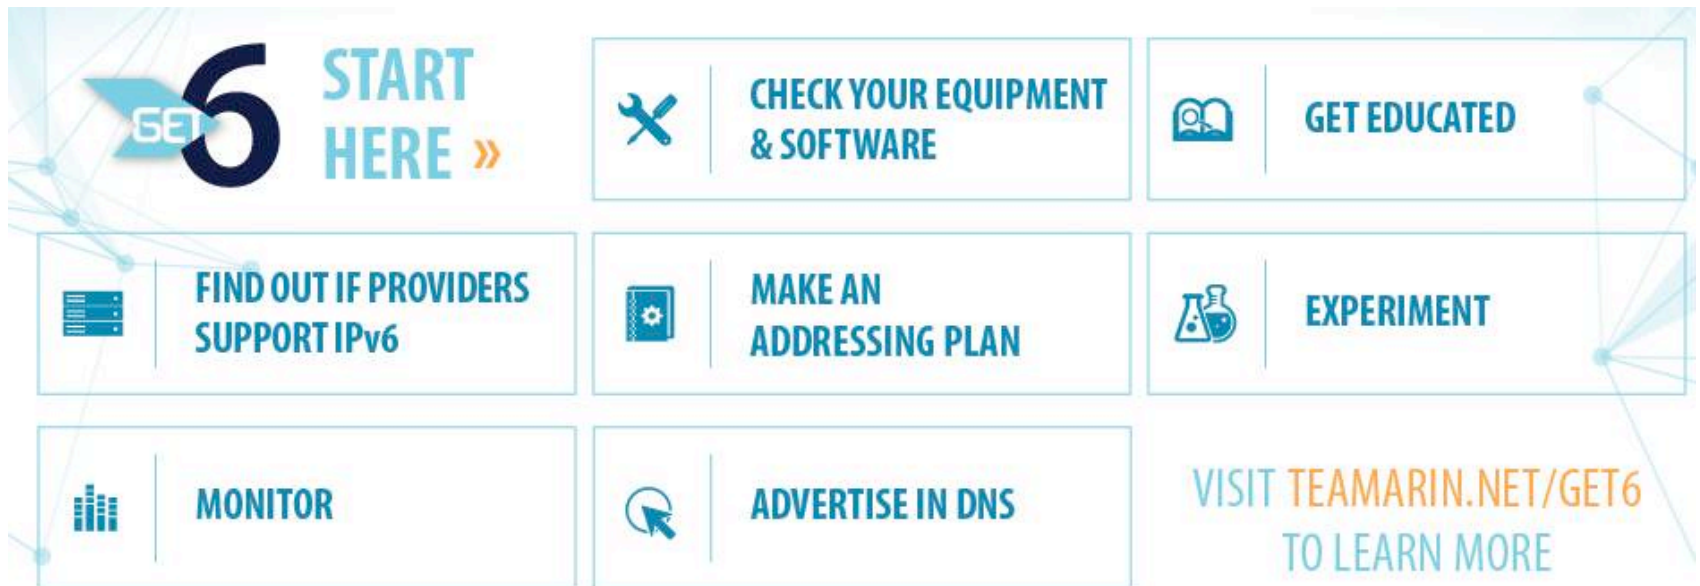 GET
6
START
HERE »
CHECK YOUR EQUIPMENT
& SOFTWARE
GET EDUCATED
FIND OUT IF PROVIDERS
SUPPORT IPv6
MAKE AN
ADDRESSING PLAN
EXPERIMENT
MONITOR
ADVERTISE IN DNS
VISIT TEAMARIN.NET/GET6
TO LEARN MORE